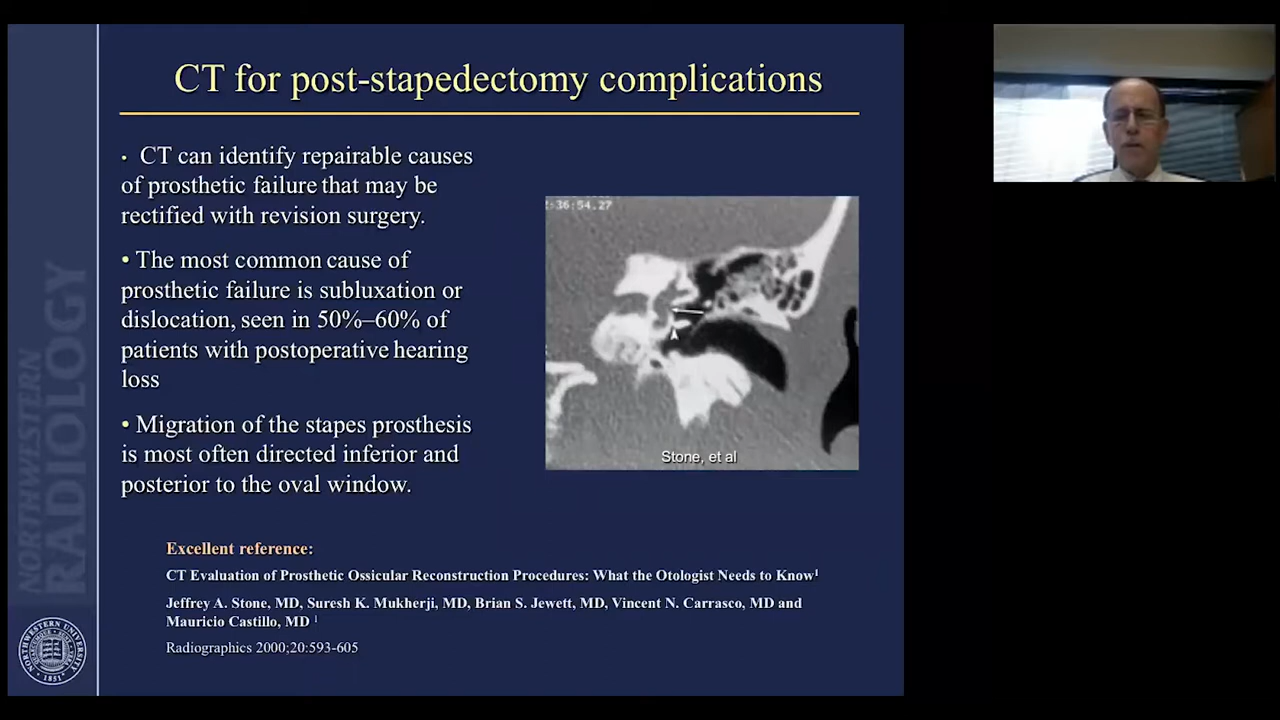 CT for post-stapedectomy complications
• CT can identify repairable causes
of prosthetic failure that may be
rectified with revision surgery.
• The most common cause of
prosthetic failure is subluxation or
dislocation, seen in 50%–60% of
patients with postoperative hearing
loss
• Migration of the stapes prosthesis
is most often directed inferior and
posterior to the oval window.
:36:54.27
Stone, et al
Excellent reference:
CT Evaluation of Prosthetic Ossicular Reconstruction Procedures: What the Otologist Needs to Know1
Jeffrey A. Stone, MD, Suresh K. Mukherji, MD, Brian S. Jewett, MD, Vincent N. Carrasco, MD and
Mauricio Castillo, MD 1
Radiographics 2000;20:593-605
NORTHWESTERN
RADIOLOGY
NORTHWESTERN UNIVERSITY
1851